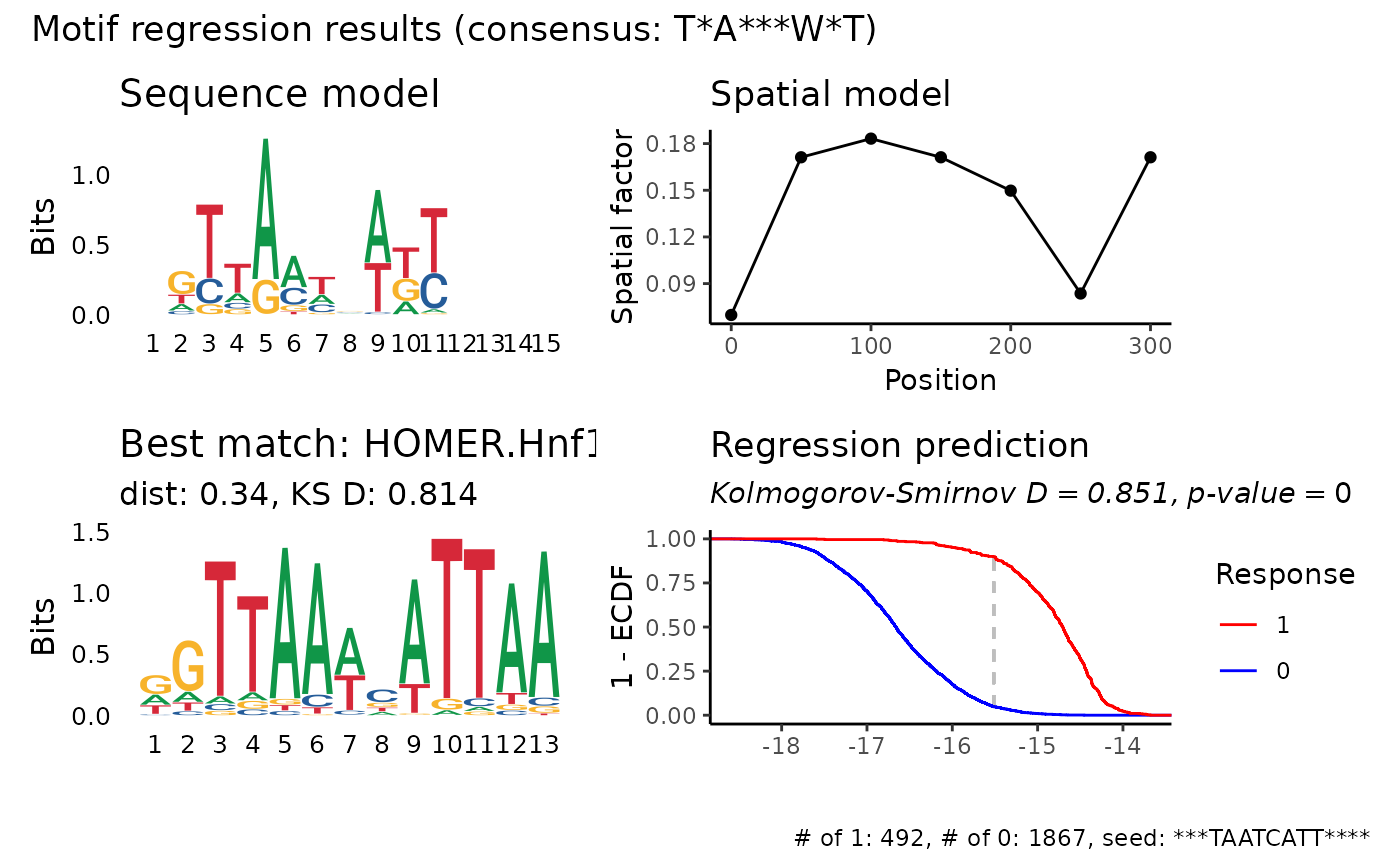 Motif regression results (consensus: T*A***W*T)
Sequence model
Bits
1.0
0.5
0.0
1 2 3 4 5 6 7 8 9 10 11 12 13 14 15
Spatial model
Spatial factor
0.18
0.15
0.12
0.09
0 100 200 300
Position
Best match: HOMER.Hnf1
dist: 0.34, KS D: 0.814
Bits
1.5
1.0
0.5
0.0
1 2 3 4 5 6 7 8 9 10 11 12 13
Regression prediction
Kolmogorov-Smirnov D = 0.851, p-value = 0
1 - ECDF
1.00
0.75
0.50
0.25
0.00
-18 -17 -16 -15 -14
Response
1
0
# of 1: 492, # of 0: 1867, seed: ***TAATCATT****